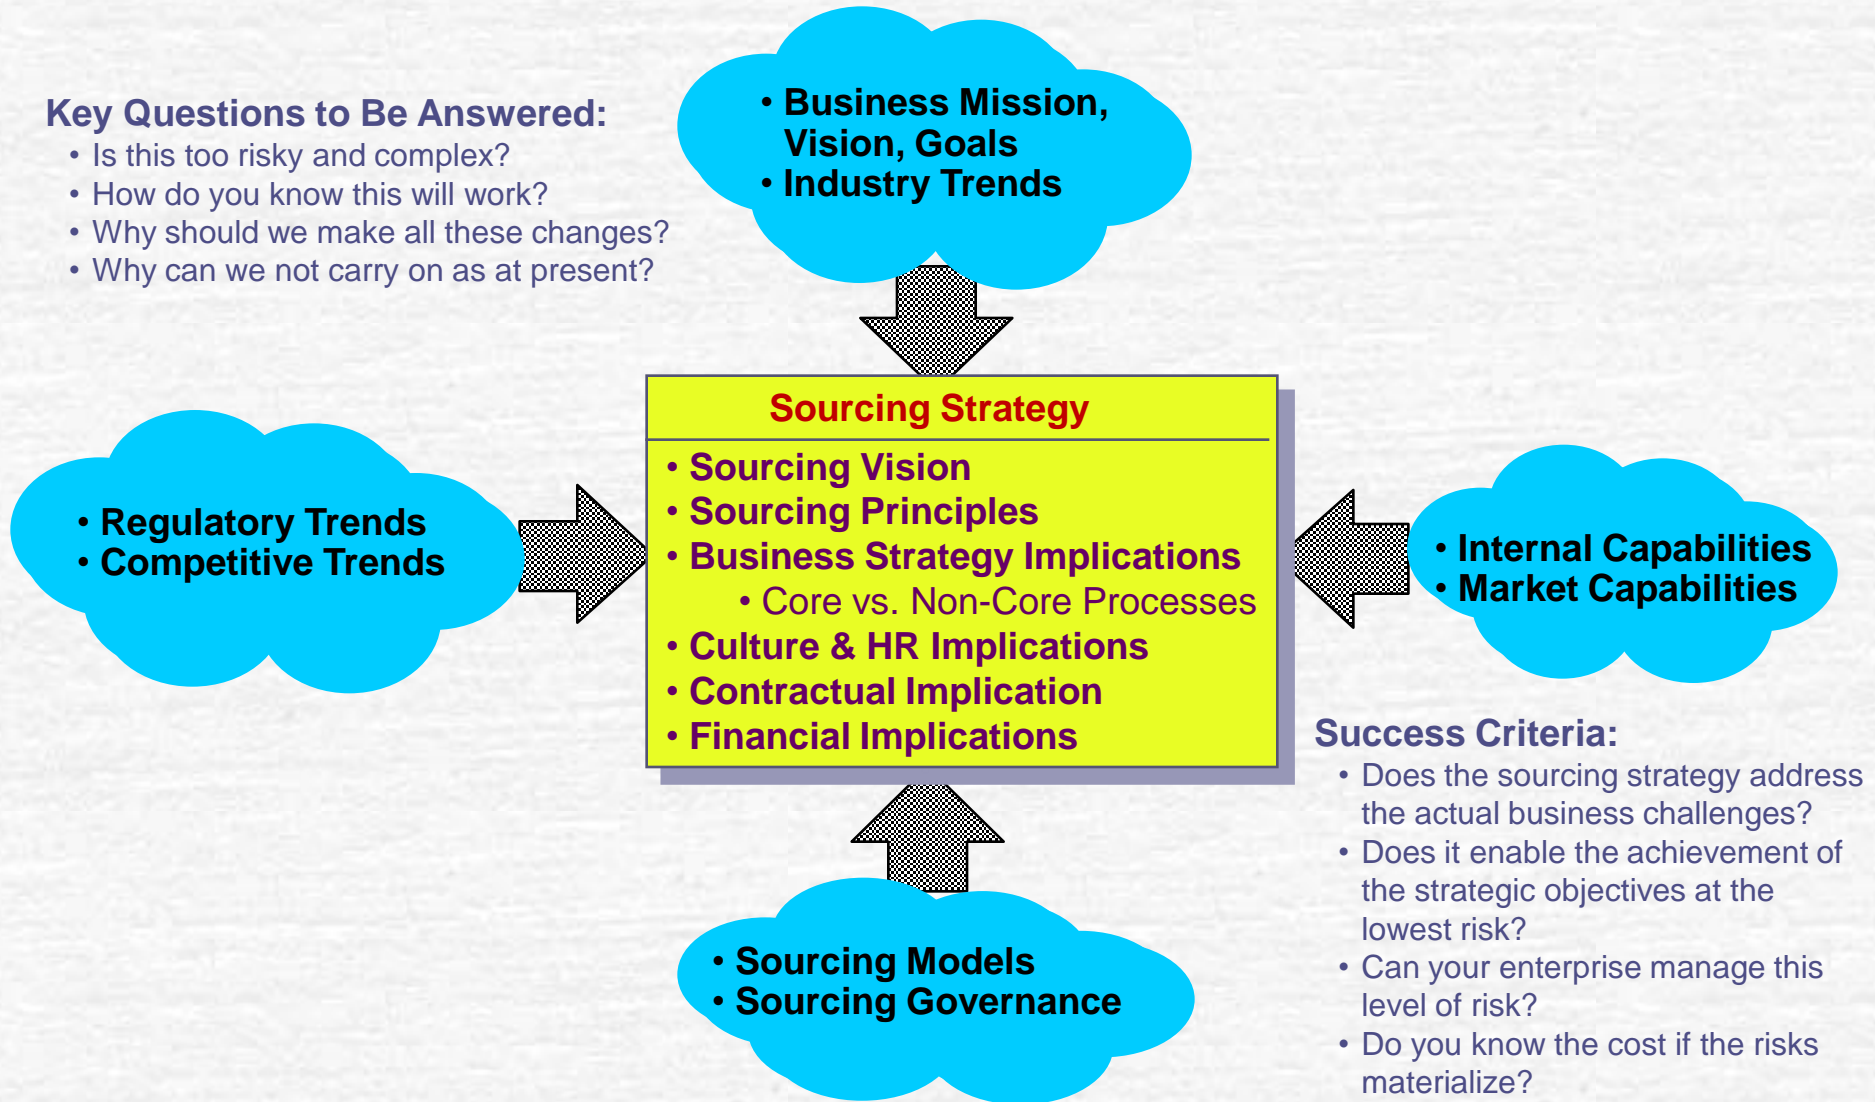 Key Questions to Be Answered:
• Is this too risky and complex?
• How do you know this will work?
• Why should we make all these changes?
• Why can we not carry on as at present?
• Business Mission,
Vision, Goals
• Industry Trends
• Regulatory Trends
• Competitive Trends
Sourcing Strategy
• Sourcing Vision
• Sourcing Principles
• Business Strategy Implications
• Core vs. Non-Core Processes
• Culture & HR Implications
• Contractual Implication
• Financial Implications
• Internal Capabilities
• Market Capabilities
• Sourcing Models
• Sourcing Governance
Success Criteria:
• Does the sourcing strategy address
the actual business challenges?
• Does it enable the achievement of
the strategic objectives at the
lowest risk?
• Can your enterprise manage this
level of risk?
• Do you know the cost if the risks
materialize?